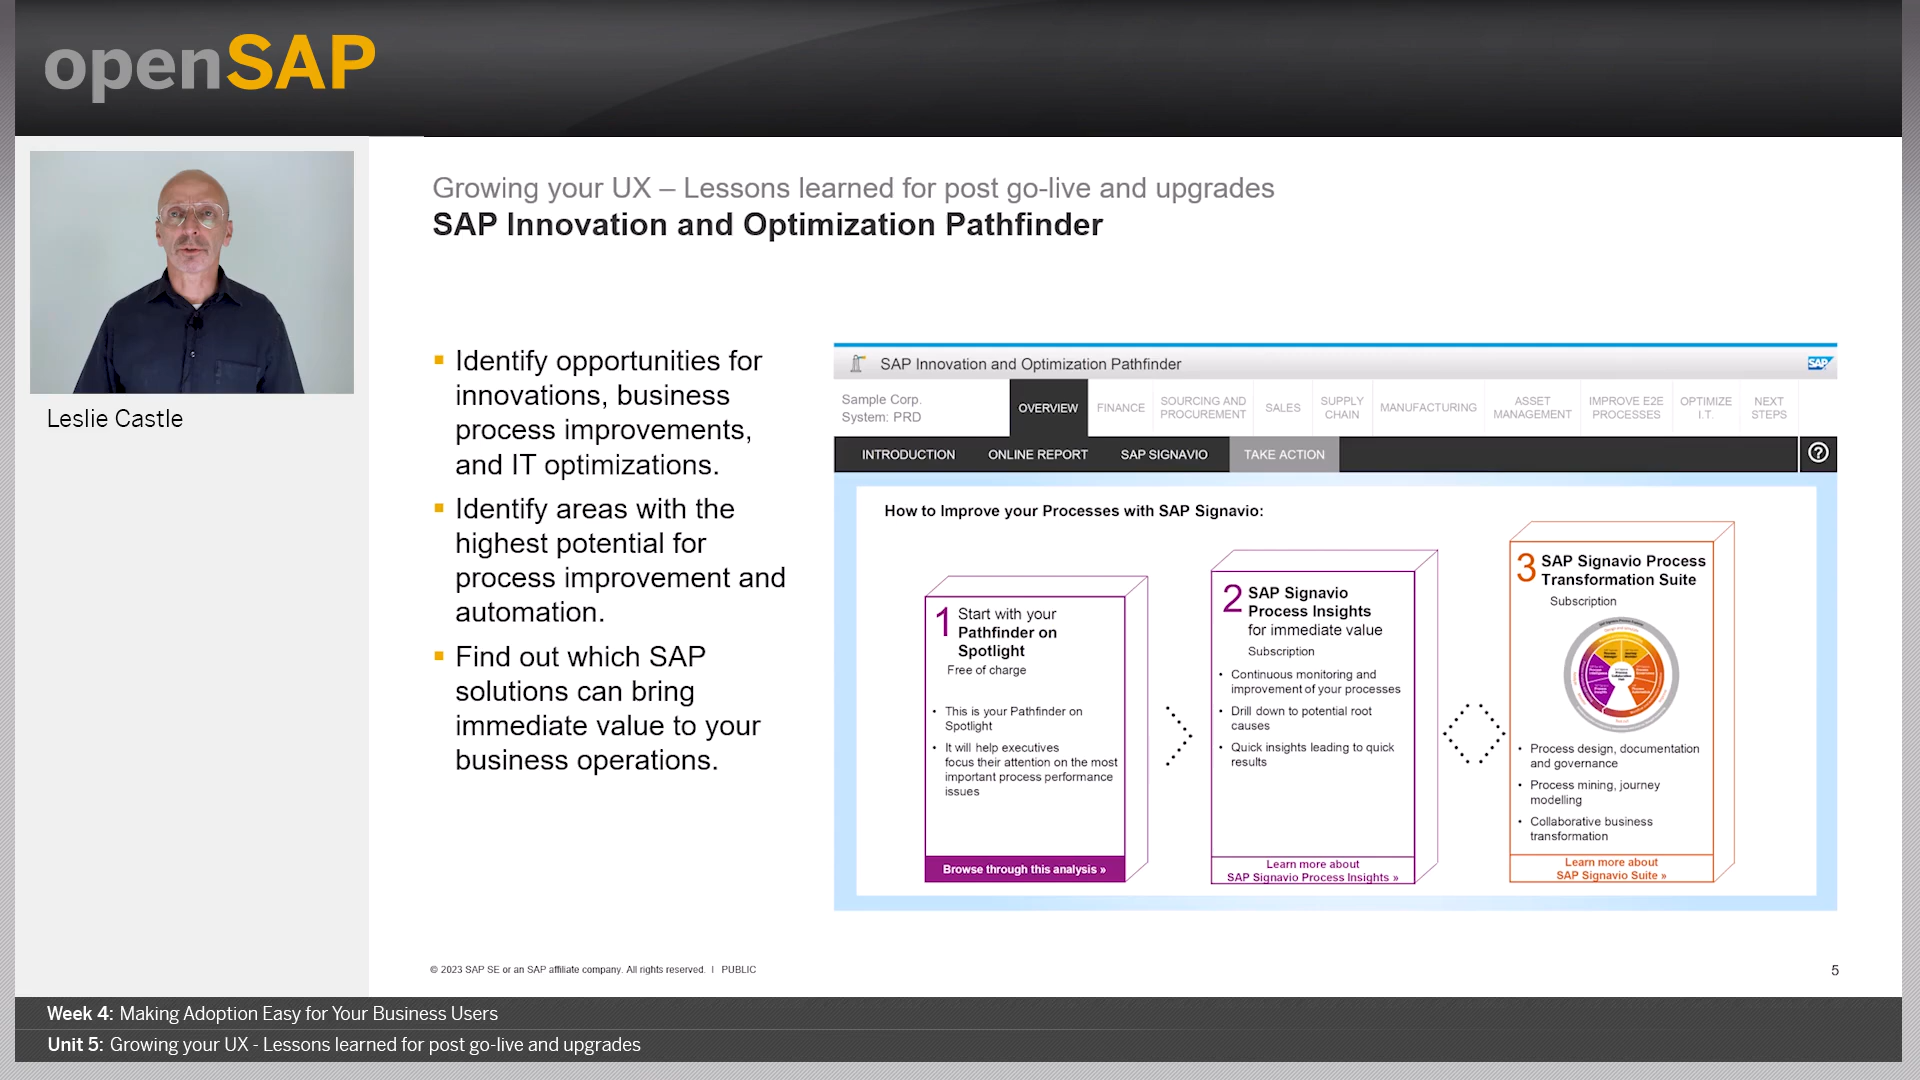 openSAP
Leslie Castle
Growing your UX – Lessons learned for post go-live and upgrades
SAP Innovation and Optimization Pathfinder
Identify opportunities for
innovations, business
process improvements,
and IT optimizations.
Identify areas with the
highest potential for
process improvement and
automation.
Find out which SAP
solutions can bring
immediate value to your
business operations.
SAP Innovation and Optimization Pathfinder
SAP
Sample Corp.
System: PRD
OVERVIEW
FINANCE
SOURCING AND
PROCUREMENT
SALES
SUPPLY
CHAIN
MANUFACTURING
ASSET
MANAGEMENT
IMPROVE E2E
PROCESSES
OPTIMIZE
I.T.
NEXT
STEPS
INTRODUCTION
ONLINE REPORT
SAP SIGNAVIO
TAKE ACTION
?
How to Improve your Processes with SAP Signavio:
1 Start with your
Pathfinder on
Spotlight
Free of charge
• This is your Pathfinder on
Spotlight
• It will help executives
focus their attention on the most
important process performance
issues
Browse through this analysis »
2 SAP Signavio
Process Insights
for immediate value
Subscription
• Continuous monitoring and
improvement of your processes
• Drill down to potential root
causes
• Quick insights leading to quick
results
Learn more about
SAP Signavio Process Insights »
3 SAP Signavio Process
Transformation Suite
Subscription
• Process design, documentation
and governance
• Process mining, journey
modelling
• Collaborative business
transformation
Learn more about
SAP Signavio Suite »
© 2023 SAP SE or an SAP affiliate company. All rights reserved. I PUBLIC
5
Week 4: Making Adoption Easy for Your Business Users
Unit 5: Growing your UX - Lessons learned for post go-live and upgrades